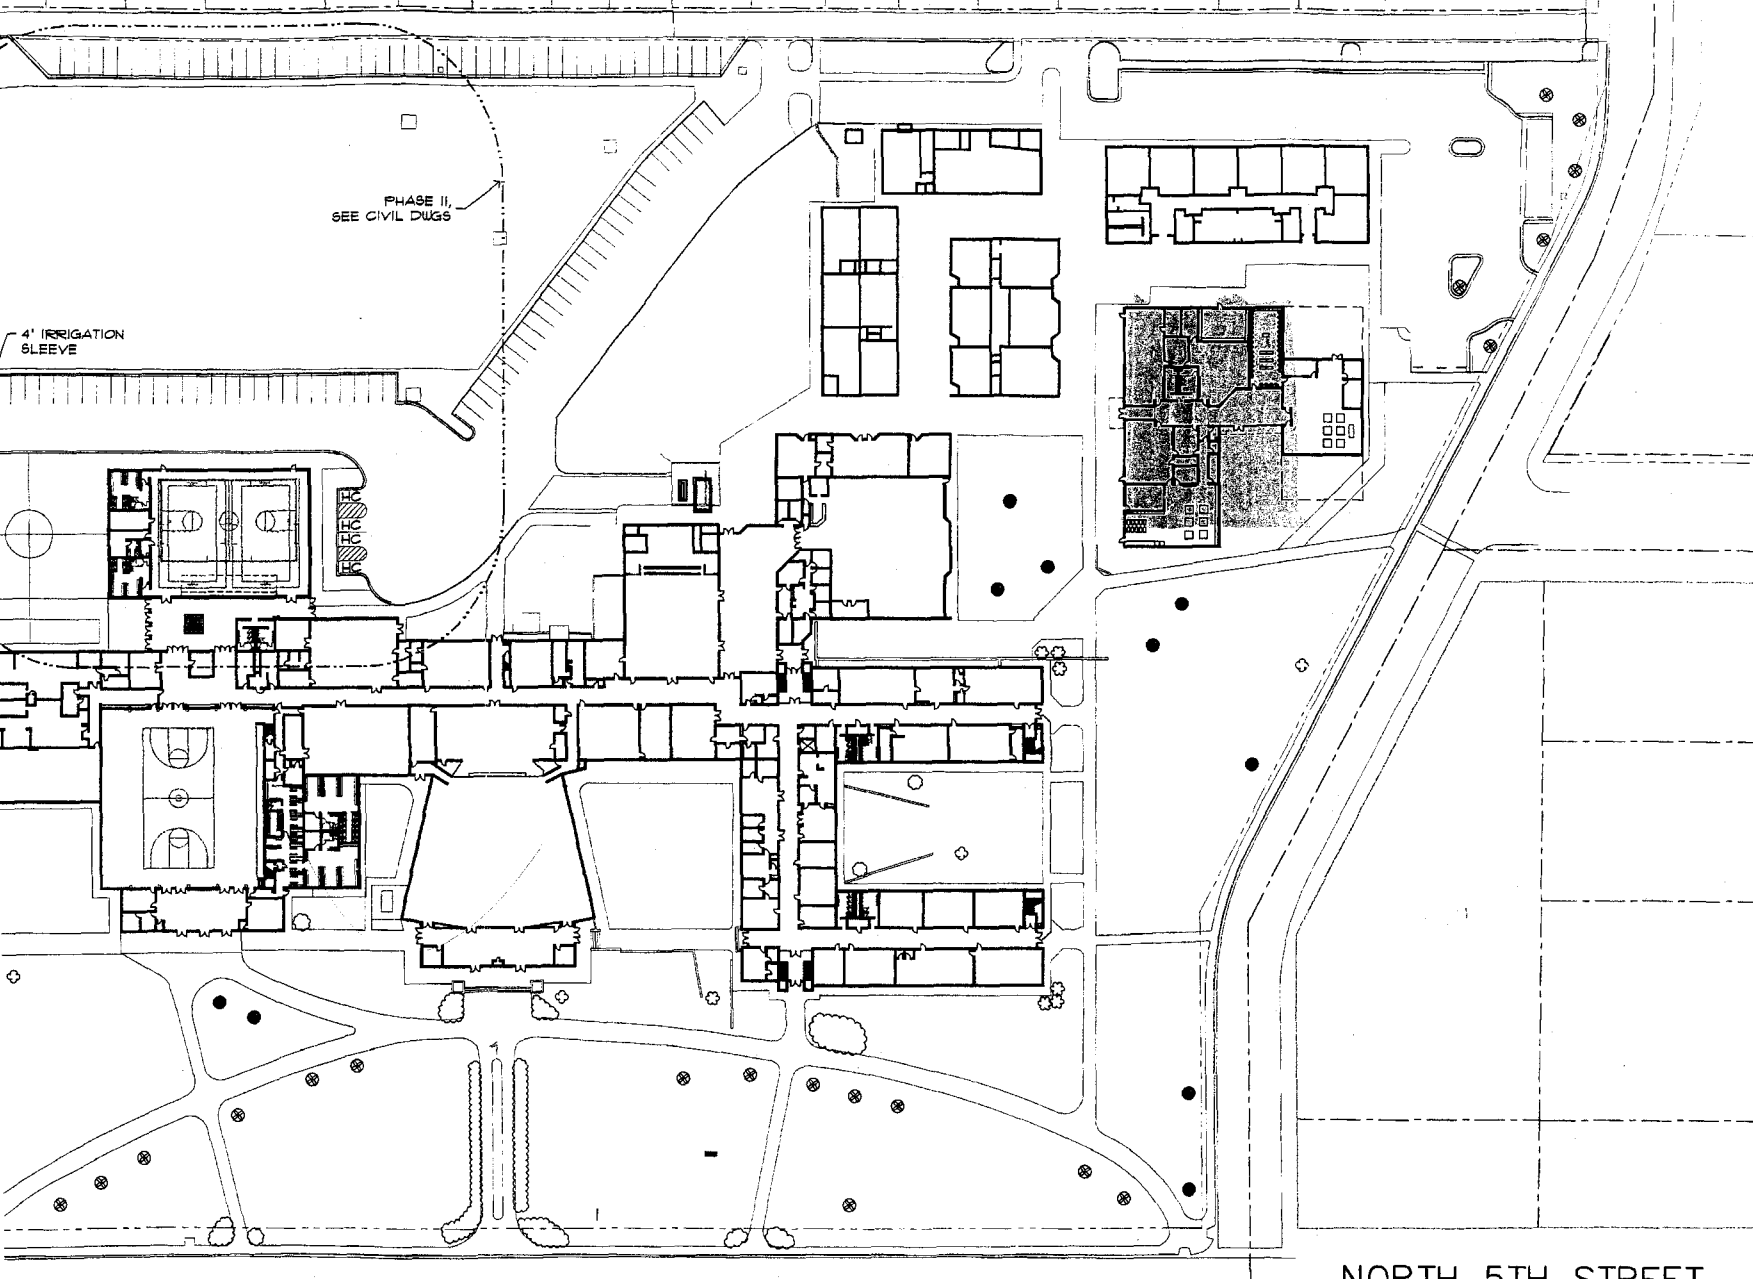 PHASE II,
SEE CIVIL DWGS
4' IRRIGATION
SLEEVE
HC
HC
HC
HC
NORTH 5TH STREET